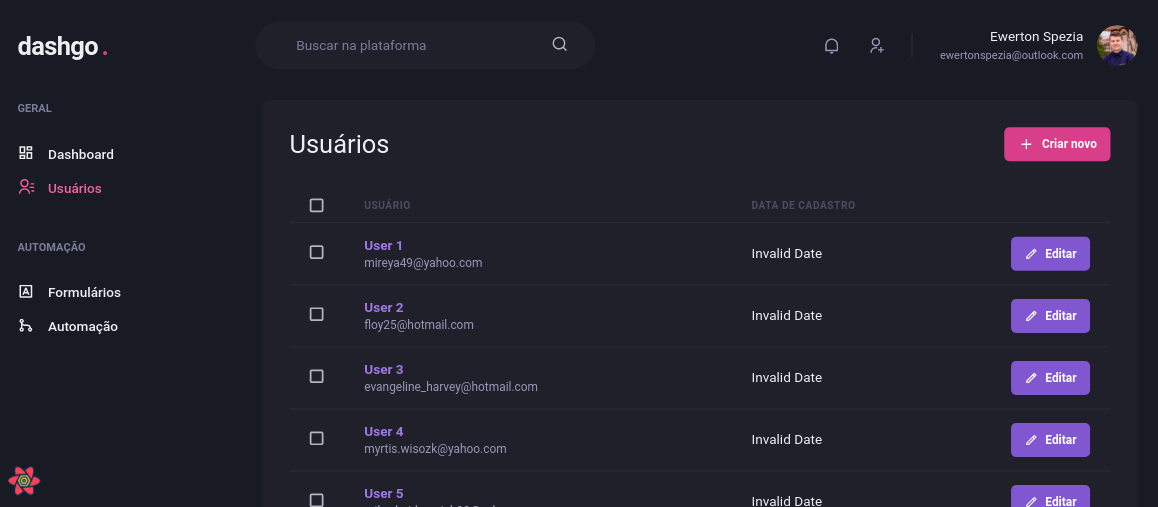 dashgo.
Buscar na plataforma
Ewerton Spezia
ewertonspezia@outlook.com
GERAL
Dashboard
Usuários
AUTOMAÇÃO
Formulários
Automação
Usuários
Criar novo
USUÁRIO DATA DE CADASTRO
User 1
mireya49@yahoo.com
Invalid Date
Editar
User 2
floy25@hotmail.com
Invalid Date
Editar
User 3
evangeline_harvey@hotmail.com
Invalid Date
Editar
User 4
myrtis.wisozk@yahoo.com
Invalid Date
Editar
User 5
Invalid Date
Editar